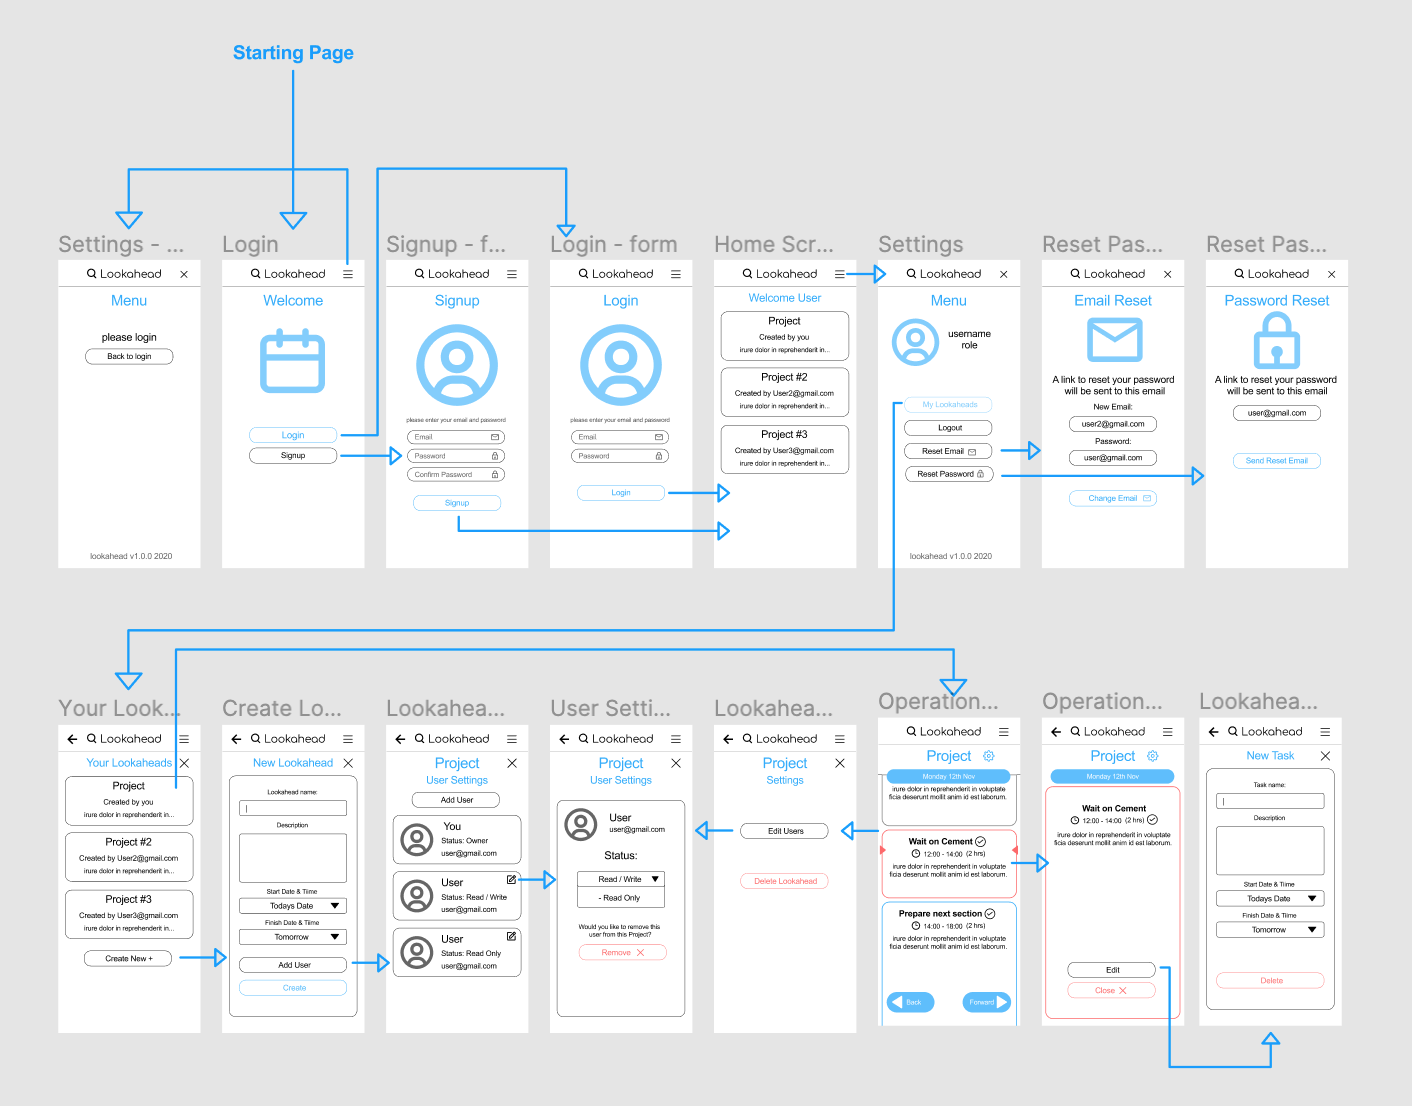 Starting Page
Settings - ...
Lookahead
Menu
please login
Back to login
lookahead v1.0.0 2020
Login
Lookahead
Welcome
Login
Signup
Signup - f...
Lookahead
Signup
please enter your email and password
Email
Password
Confirm Password
Signup
Login - form
Lookahead
Login
please enter your email and password
Email
Password
Login
Home Scr...
Lookahead
Welcome User
Project
Created by you
irure dolor in reprehenderit in...
Project #2
Created by User2@gmail.com
irure dolor in reprehenderit in...
Project #3
Created by User3@gmail.com
irure dolor in reprehenderit in...
Settings
Lookahead
Menu
username
role
My Lookaheads
Logout
Reset Email
Reset Password
lookahead v1.0.0 2020
Reset Pas...
Lookahead
Email Reset
A link to reset your password
will be sent to this email
New Email:
user2@gmail.com
Password:
user@gmail.com
Change Email
Reset Pas...
Lookahead
Password Reset
A link to reset your password
will be sent to this email
user@gmail.com
Send Reset Email
Your Look...
Lookahead
Your Lookaheads
Project
Created by you
irure dolor in reprehenderit in...
Project #2
Created by User2@gmail.com
irure dolor in reprehenderit in...
Project #3
Created by User3@gmail.com
irure dolor in reprehenderit in...
Create New +
Create Lo...
Lookahead
New Lookahead
Lookahead name:
Description
Start Date & Tiime
Todays Date
Finish Date & Tiime
Tomorrow
Add User
Create
Lookahea...
Lookahead
Project
User Settings
Add User
You
Status: Owner
user@gmail.com
User
Status: Read / Write
user@gmail.com
User
Status: Read Only
user@gmail.com
User Setti...
Lookahead
Project
User Settings
User
user@gmail.com
Status:
Read / Write
- Read Only
Would you like to remove this
user from this Project?
Remove
Lookahea...
Lookahead
Project
Settings
Edit Users
Delete Lookahead
Operation...
Lookahead
Project
Monday 12th Nov
irure dolor in reprehenderit in voluptate
ficia deserunt mollit anim id est laborum.
Wait on Cement
12:00 - 14:00 (2 hrs)
irure dolor in reprehenderit in voluptate
ficia deserunt mollit anim id est laborum.
Prepare next section
14:00 - 18:00 (2 hrs)
irure dolor in reprehenderit in voluptate
ficia deserunt mollit anim id est laborum.
Back
Forward
Operation...
Lookahead
Project
Monday 12th Nov
Wait on Cement
12:00 - 14:00 (2 hrs)
irure dolor in reprehenderit in voluptate
ficia deserunt mollit anim id est laborum.
Edit
Close
Lookahea...
Lookahead
New Task
Task name:
Description
Start Date & Tiime
Todays Date
Finish Date & Tiime
Tomorrow
Delete